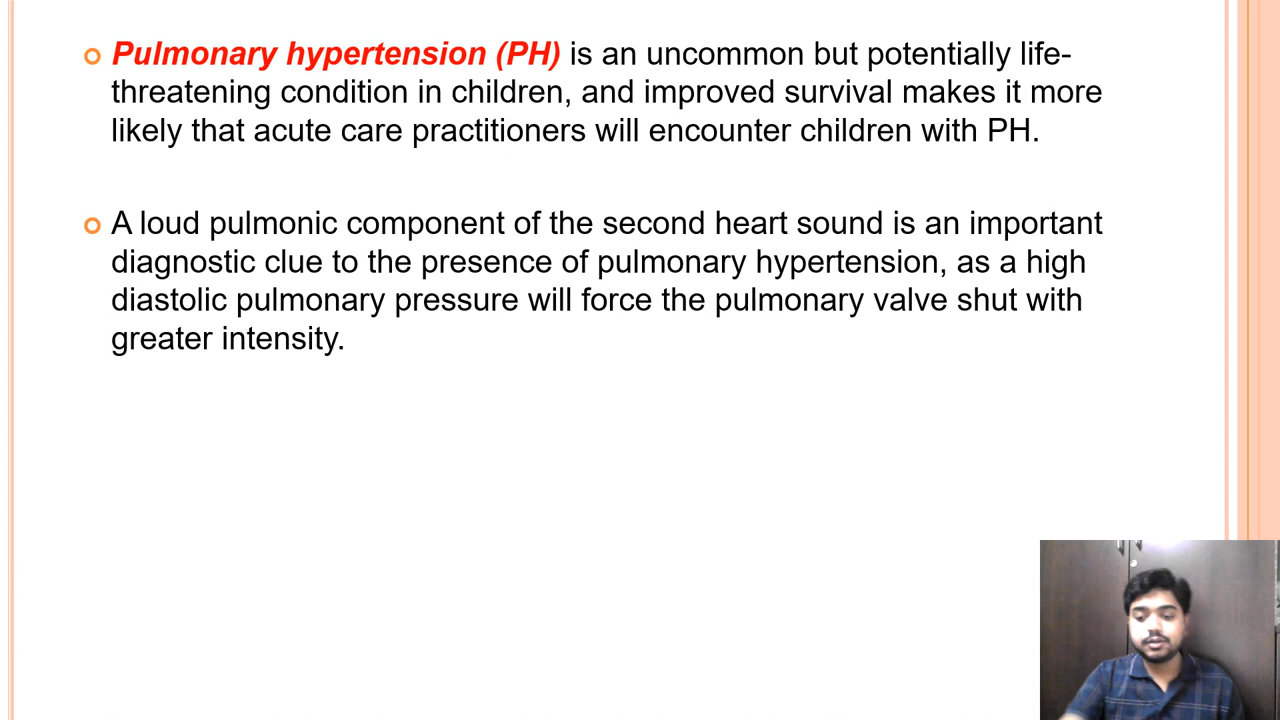 Pulmonary hypertension (PH) is an uncommon but potentially life-
threatening condition in children, and improved survival makes it more
likely that acute care practitioners will encounter children with PH.
A loud pulmonic component of the second heart sound is an important
diagnostic clue to the presence of pulmonary hypertension, as a high
diastolic pulmonary pressure will force the pulmonary valve shut with
greater intensity.